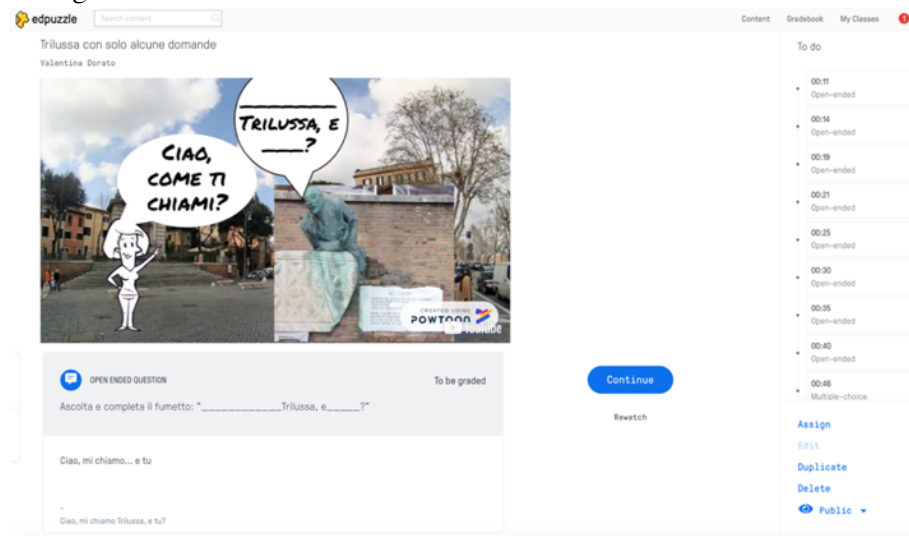 edpuzzle
Search content
Content Gradebook My Classes 1
Trilussa con solo alcune domande
Valentina Dorato
____________
TRILUSSA, E
____?
CIAO,
COME TI
CHIAMI?
CREATED USING
POWTOON
YouTube
OPEN ENDED QUESTION
To be graded
Ascolta e completa il fumetto: "_____________Trilussa, e_____?"
Ciao, mi chiamo.... e tu
-
Ciao, mi chiamo Trilussa, e tu?
Continue
Rewatch
To do
00:11
Open-ended
00:14
Open-ended
00:19
Open-ended
00:21
Open-ended
00:25
Open-ended
00:30
Open-ended
00:35
Open-ended
00:40
Open-ended
00:46
Multiple-choice
Assign
Edit
Duplicate
Delete
Public